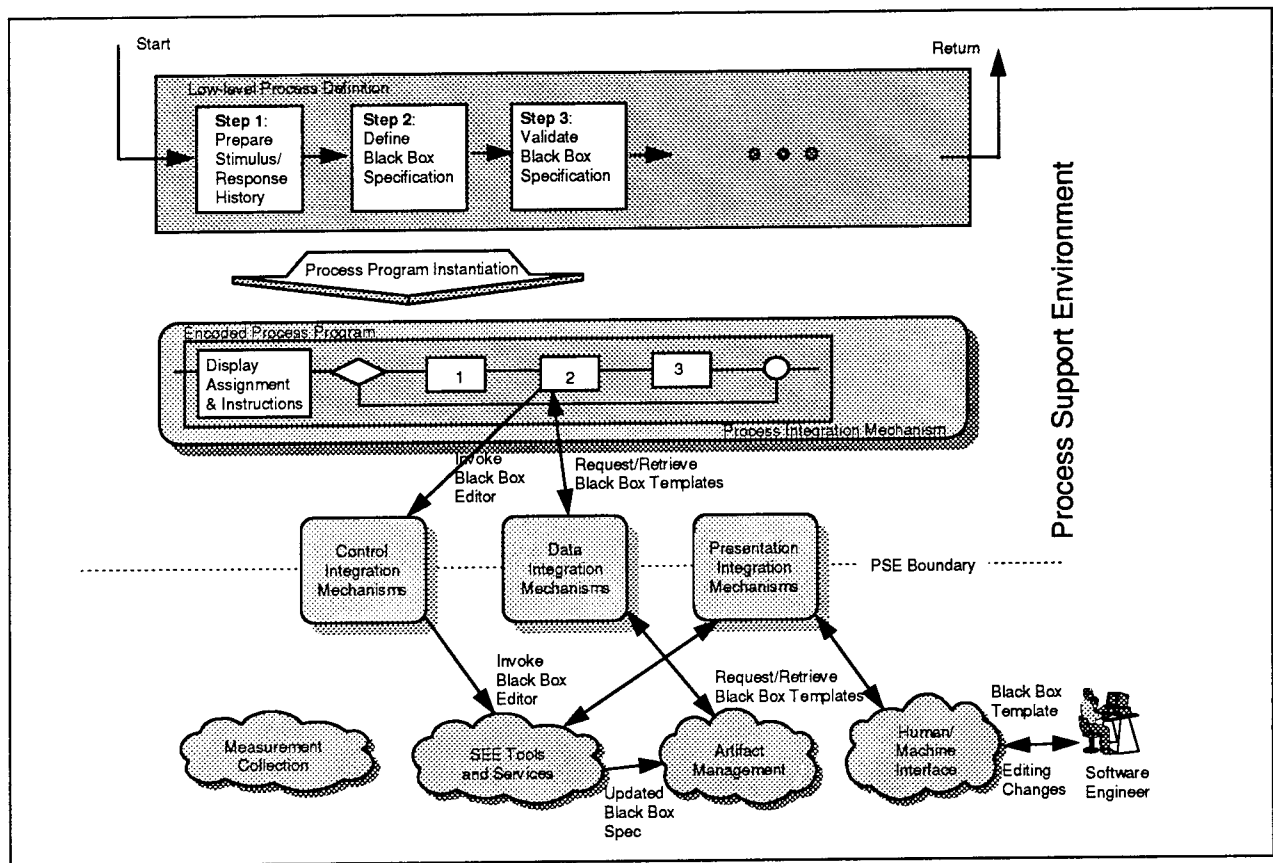 Start
Return
Low-level Process Definition
Step 1:
Prepare
Stimulus/
Response
History
Step 2:
Define
Black Box
Specification
Step 3:
Validate
Black Box
Specification
Process Program Instantiation
Process Support Environment
Encoded Process Program
Display
Assignment
& Instructions
1
2
3
Process Integration Mechanism
Invoke
Black Box
Editor
Request/Retrieve
Black Box Templates
Control
Integration
Mechanisms
Data
Integration
Mechanisms
Presentation
Integration
Mechanisms
PSE Boundary
Invoke
Black Box
Editor
Request/Retrieve
Black Box Templates
Measurement
Collection
SEE Tools
and Services
Updated
Black Box
Spec
Artifact
Management
Human/
Machine
Interface
Black Box
Template
Editing
Changes
Software
Engineer